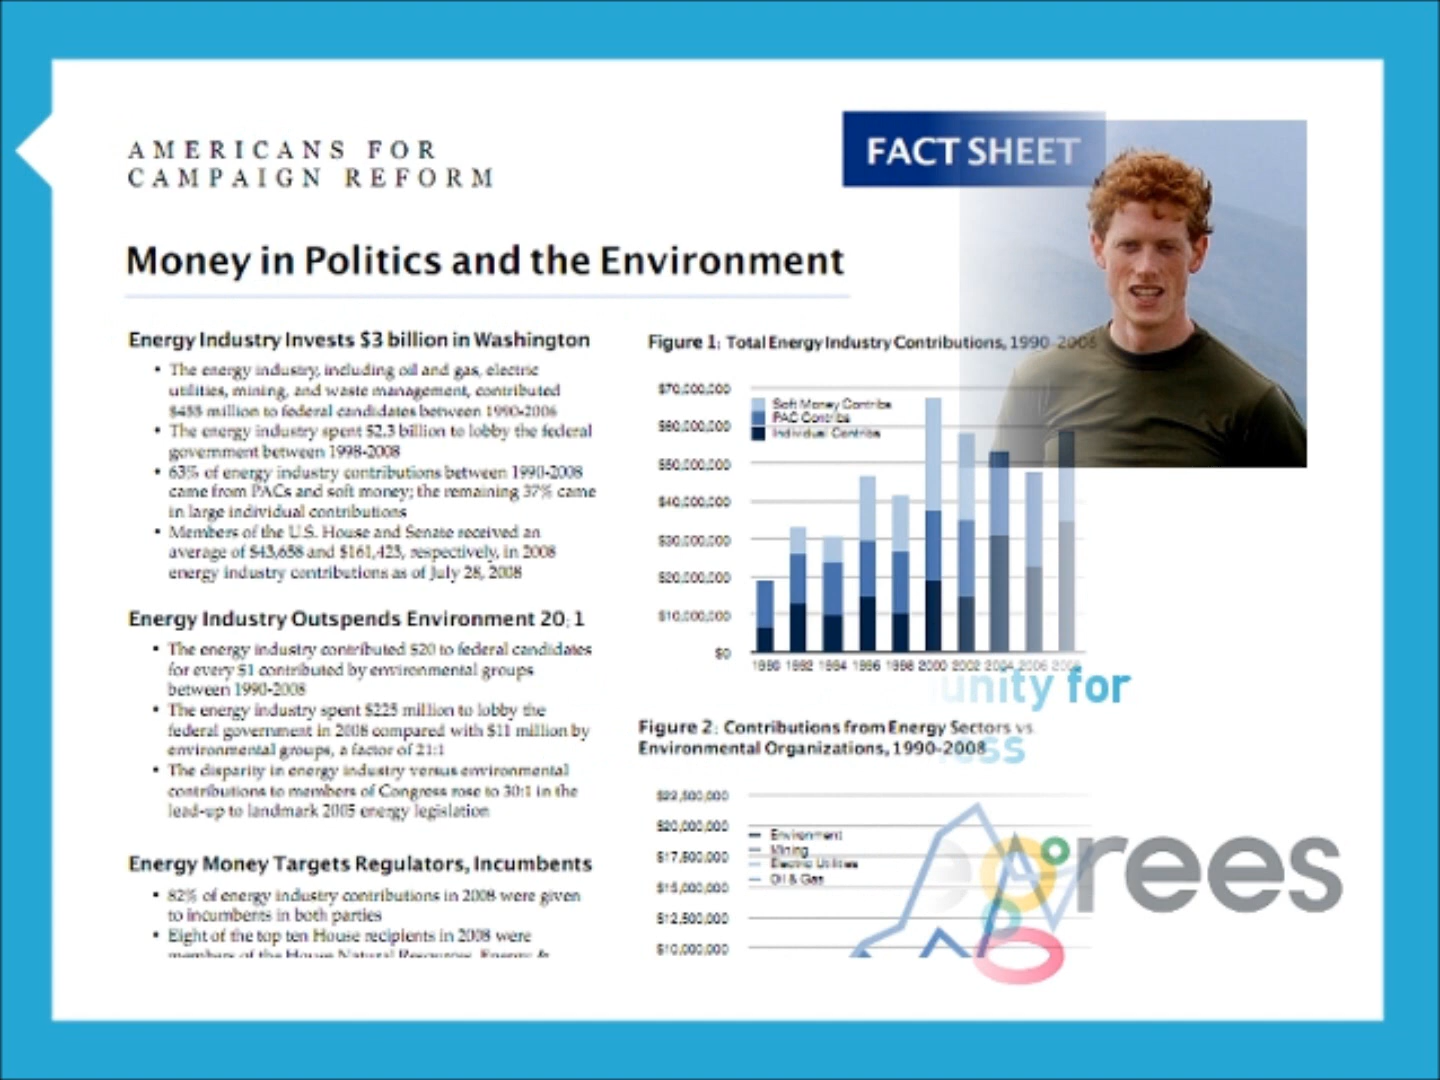 AMERICANS FOR
CAMPAIGN REFORM
FACT SHEET
Money in Politics and the Environment
Energy Industry Invests $3 billion in Washington
• The energy industry, including oil and gas, electric
utilities, mining, and waste management, contributed
million to federal candidates between 1990-2006
• The energy industry spent $2.3 billion to lobby the federal
government between 1998-2008
• 63% of energy industry contributions between 1990-2008
came from PACs and soft money; the remaining 37% came
in large individual contributions
• Members of the U.S. House and Senate received an
average of $43,658 and $161,423, respectively, in 2008
energy industry contributions as of July 28, 2008
Energy Industry Outspends Environment 20:1
• The energy industry contributed $20 to federal candidates
for every $1 contributed by environmental groups
between 1990-2008
• The energy industry spent $225 million to lobby the
federal government in 2008 compared with $11 million by
environmental groups, a factor of 21:1
• The disparity in energy industry versus environmental
contributions to members of Congress rose to 30:1 in the
lead-up to landmark 2005 energy legislation
Energy Money Targets Regulators, Incumbents
• 82% of energy industry contributions in 2008 were given
to incumbents in both parties
• Eight of the top ten House recipients in 2008 were
members of the House Natural Resources, Energy &
Figure 1: Total Energy Industry Contributions, 1990-2006
$70,000,000
$60,000,000
$50,000,000
$40,000,000
$30,000,000
$20,000,000
$10,000,000
$0
Soft Money Contribs
PAC Contribs
Individual Contribs
1990 1992 1994 1996 1998 2000 2002 2004 2006 2008
unity for
ess
Figure 2: Contributions from Energy Sectors vs.
Environmental Organizations, 1990-2008
$22,500,000
$20,000,000
$17,500,000
$15,000,000
$12,500,000
$10,000,000
Environment
Mining
Electric Utilities
Oil & Gas
rees